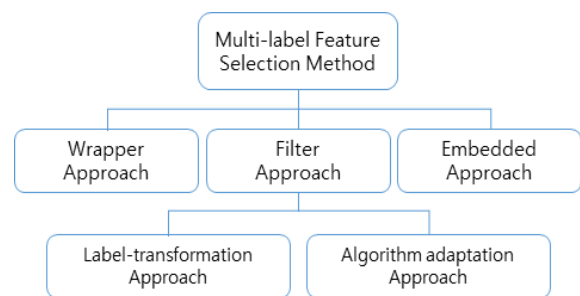 Multi-label Feature
Selection Method
Wrapper
Approach
Filter
Approach
Embedded
Approach
Label-transformation
Approach
Algorithm adaptation
Approach